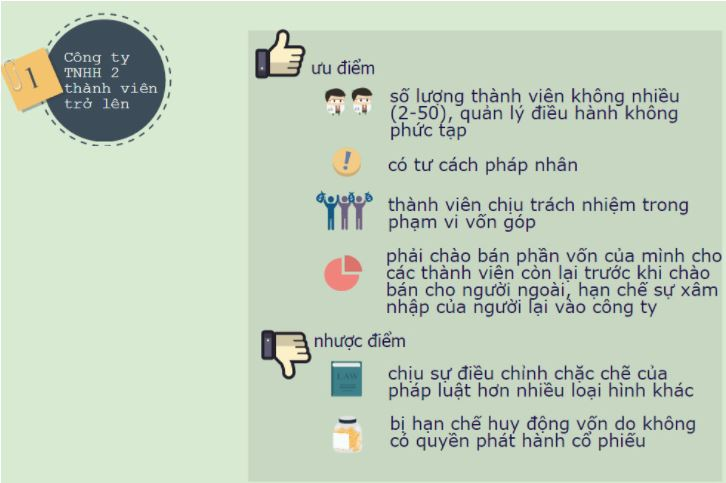 1
Công ty
TNHH 2
thành viên
trở lên
ưu điểm
số lượng thành viên không nhiều
(2-50), quản lý điều hành không
phức tạp
có tư cách pháp nhân
thành viên chịu trách nhiệm trong
phạm vi vốn góp
phải chào bán phần vốn của mình cho
các thành viên còn lại trước khi chào
bán cho người ngoài, hạn chế sự xâm
nhập của người lại vào công ty
nhược điểm
LAW
chịu sự điều chỉnh chặc chẽ của
pháp luật hơn nhiều loại hình khác
bị hạn chế huy động vốn do không
có quyền phát hành cổ phiếu